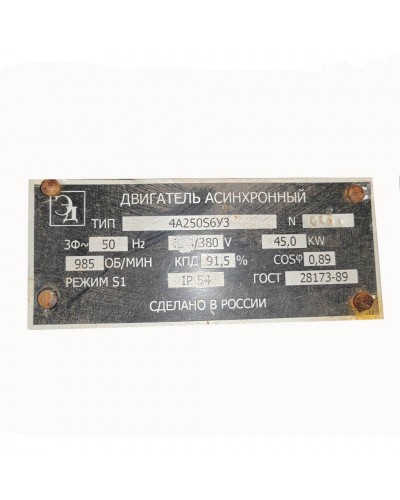 ЭД
ДВИГАТЕЛЬ АСИНХРОННЫЙ
ТИП 4А250S6У3 N
3Ф~ 50 Hz /380 V 45,0 KW
985 ОБ/МИН КПД 91,5 % COSφ 0,89
РЕЖИМ S1 IP 54 ГОСТ 28173-89
СДЕЛАНО В РОССИИ